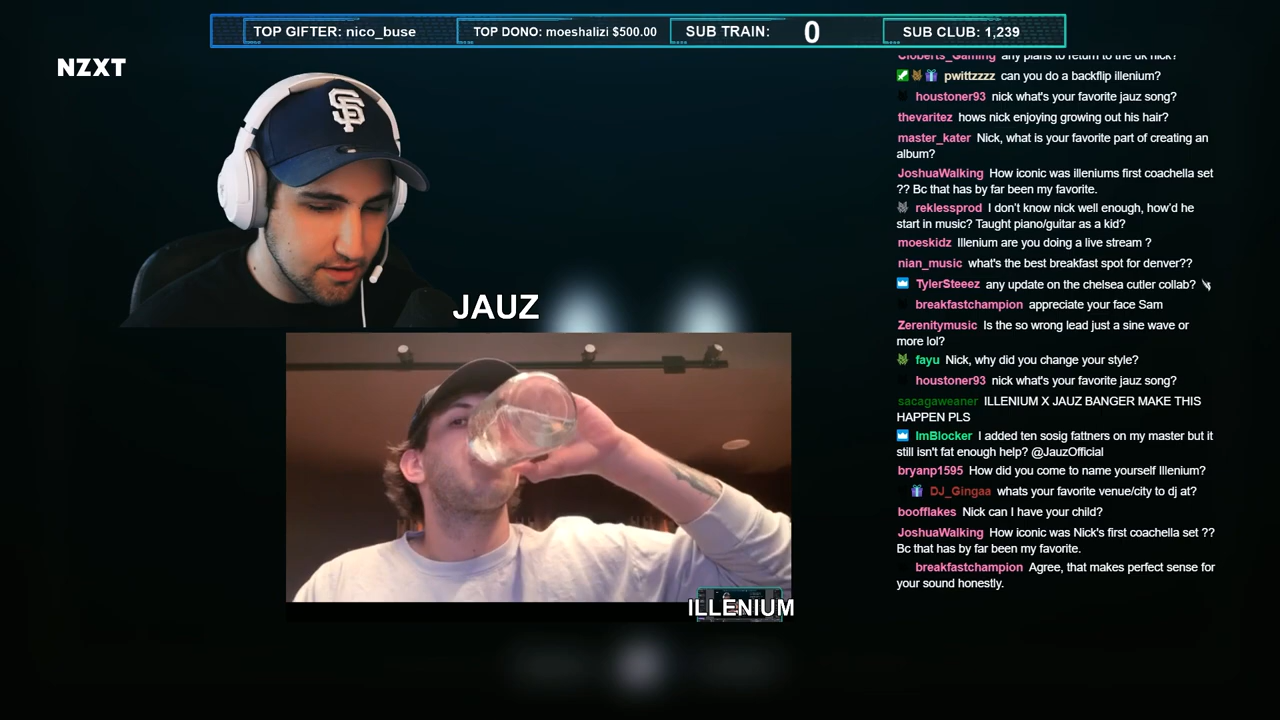 TOP GIFTER: nico_buse
TOP DONO: moeshalizi $500.00
SUB TRAIN: 0
SUB CLUB: 1,239
NZXT
SF
JAUZ
ILLENIUM
Cloberts_Gaming any plans to return to the uk nick?
pwittzzzz can you do a backflip illenium?
houstoner93 nick what's your favorite jauz song?
thevaritez hows nick enjoying growing out his hair?
master_kater Nick, what is your favorite part of creating an
album?
JoshuaWalking How iconic was illeniums first coachella set
?? Bc that has by far been my favorite.
reklessprod I don't know nick well enough, how'd he
start in music? Taught piano/guitar as a kid?
moeskidz Illenium are you doing a live stream ?
nian_music what's the best breakfast spot for denver??
TylerSteeez any update on the chelsea cutler collab?
breakfastchampion appreciate your face Sam
Zerenitymusic Is the so wrong lead just a sine wave or
more lol?
fayu Nick, why did you change your style?
houstoner93 nick what's your favorite jauz song?
sacagaweaner ILLENIUM X JAUZ BANGER MAKE THIS
HAPPEN PLS
ImBlocker I added ten sosig fattners on my master but it
still isn't fat enough help? @JauzOfficial
bryanp1595 How did you come to name yourself Illenium?
DJ_Gingaa whats your favorite venue/city to dj at?
boofflakes Nick can I have your child?
JoshuaWalking How iconic was Nick's first coachella set ??
Bc that has by far been my favorite.
breakfastchampion Agree, that makes perfect sense for
your sound honestly.